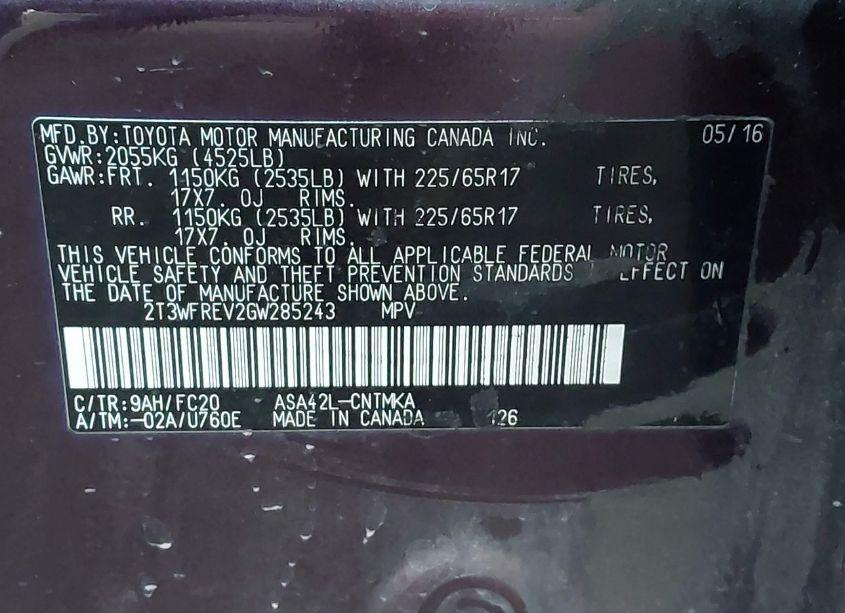 MFD.BY:TOYOTA MOTOR MANUFACTURING CANADA INC. 05/16
GVWR:2055KG (4525LB)
GAWR:FRT. 1150KG (2535LB) WITH 225/65R17 TIRES,
17X7.0J RIMS.
RR. 1150KG (2535LB) WITH 225/65R17 TIRES,
17X7.0J RIMS.
THIS VEHICLE CONFORMS TO ALL APPLICABLE FEDERAL MOTOR
VEHICLE SAFETY AND THEFT PREVENTION STANDARDS EFFECT ON
THE DATE OF MANUFACTURE SHOWN ABOVE.
2T3WFREV2GW285243 MPV
C/TR:9AH/FC20 ASA42L-CNTMKA
A/TM:-02A/U760E MADE IN CANADA 126